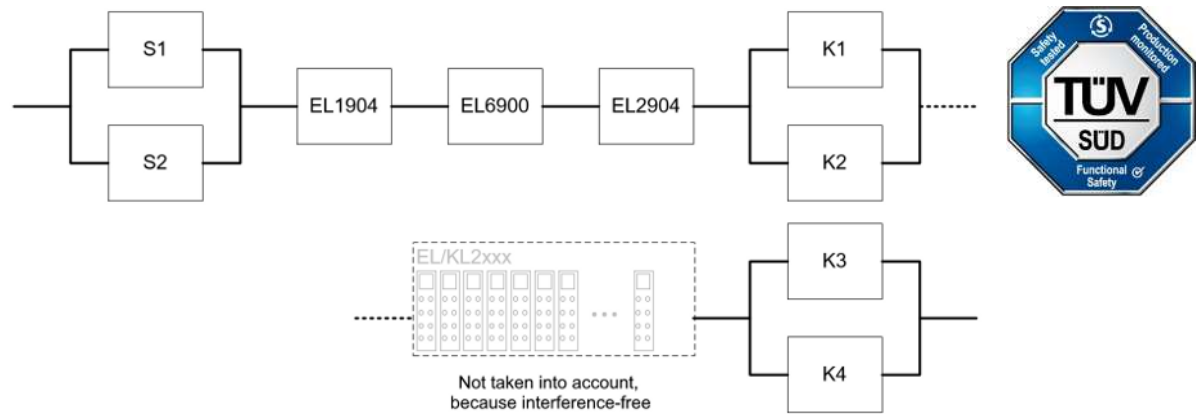 S1
S2
EL1904
EL6900
EL2904
K1
K2
Safety tested
S
Production monitored
TÜV
SÜD
Functional
Safety
EL/KL2xxx
K3
K4
Not taken into account,
because interference-free